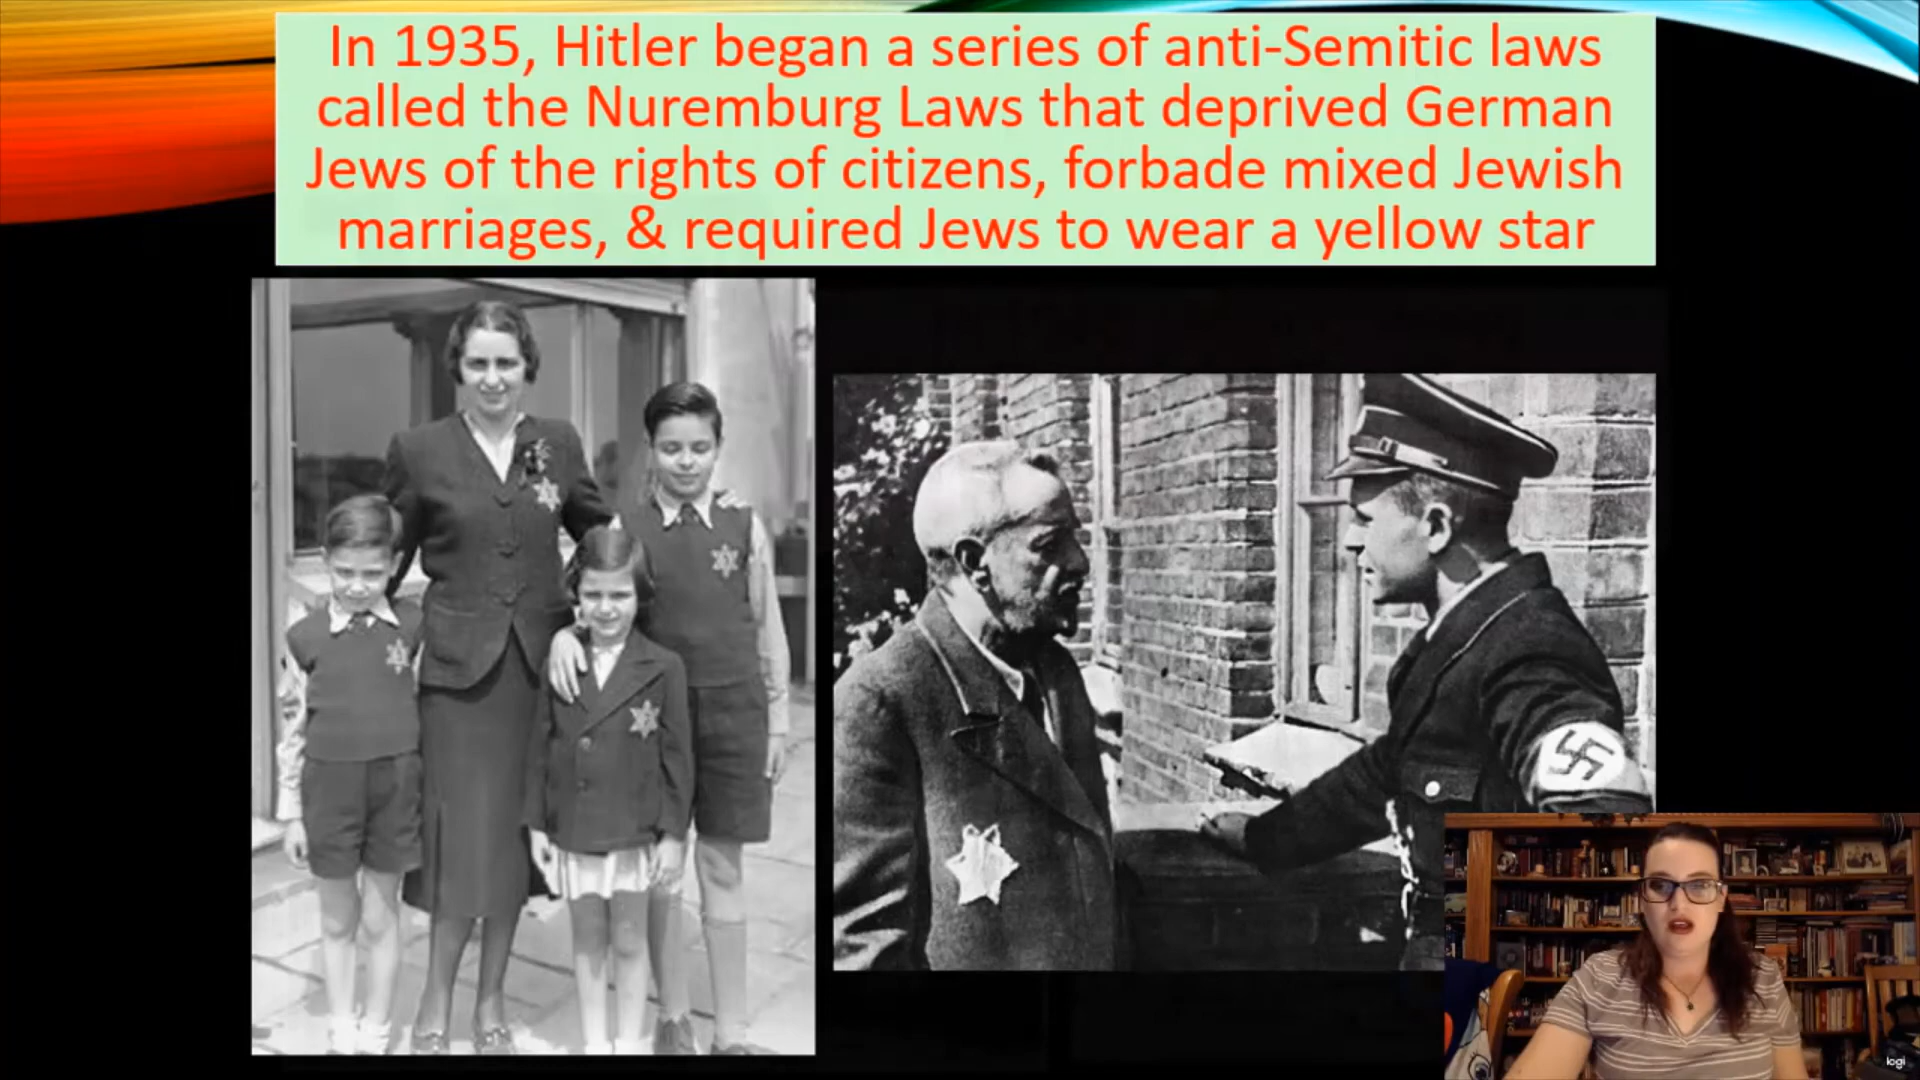 In 1935, Hitler began a series of anti-Semitic laws
called the Nuremburg Laws that deprived German
Jews of the rights of citizens, forbade mixed Jewish
marriages, & required Jews to wear a yellow star
logi